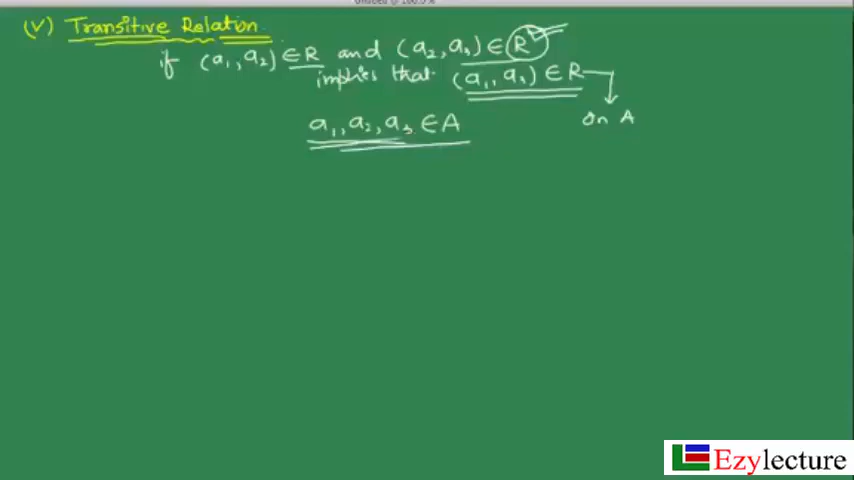 (v) Transitive Relation
if (a₁, a₂) ∈ R and (a₂, a₃) ∈ R
implies that (a₁, a₃) ∈ R
on A
a₁, a₂, a₃ ∈ A
Ezylecture